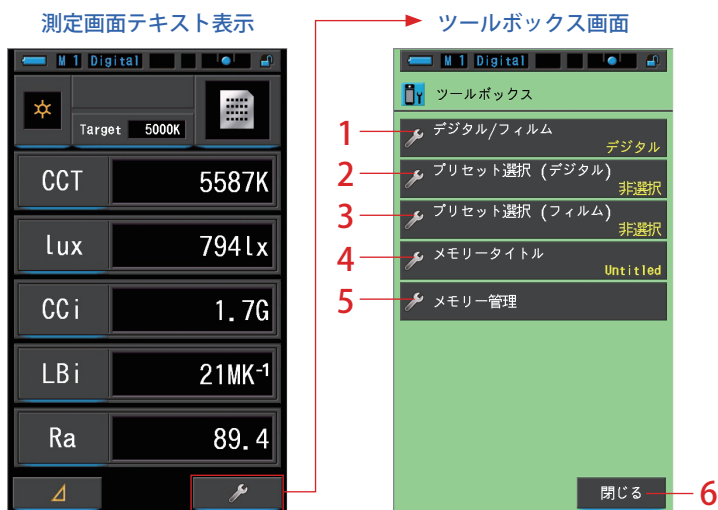 測定画面テキスト表示
M 1 Digital
Target 5000K
CCT 5587K
lux 794lx
CCi 1.7G
LBi 21MK⁻¹
Ra 89.4
ツールボックス画面
M 1 Digital
ツールボックス
1 デジタル/フィルム
デジタル
2 プリセット選択 (デジタル)
非選択
3 プリセット選択 (フィルム)
非選択
4 メモリータイトル
Untitled
5 メモリー管理
閉じる 6